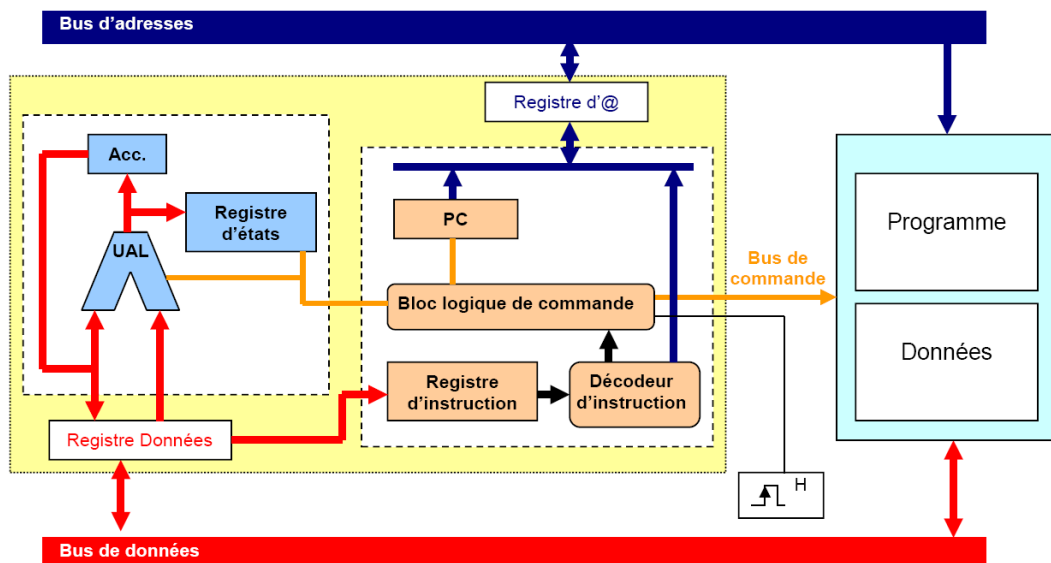 Bus d'adresses
Registre d'@
Acc.
Registre
d'états
UAL
PC
Bus de
commande
Bloc logique de commande
Programme
Données
Registre
d'instruction
Décodeur
d'instruction
Registre Données
H
Bus de données